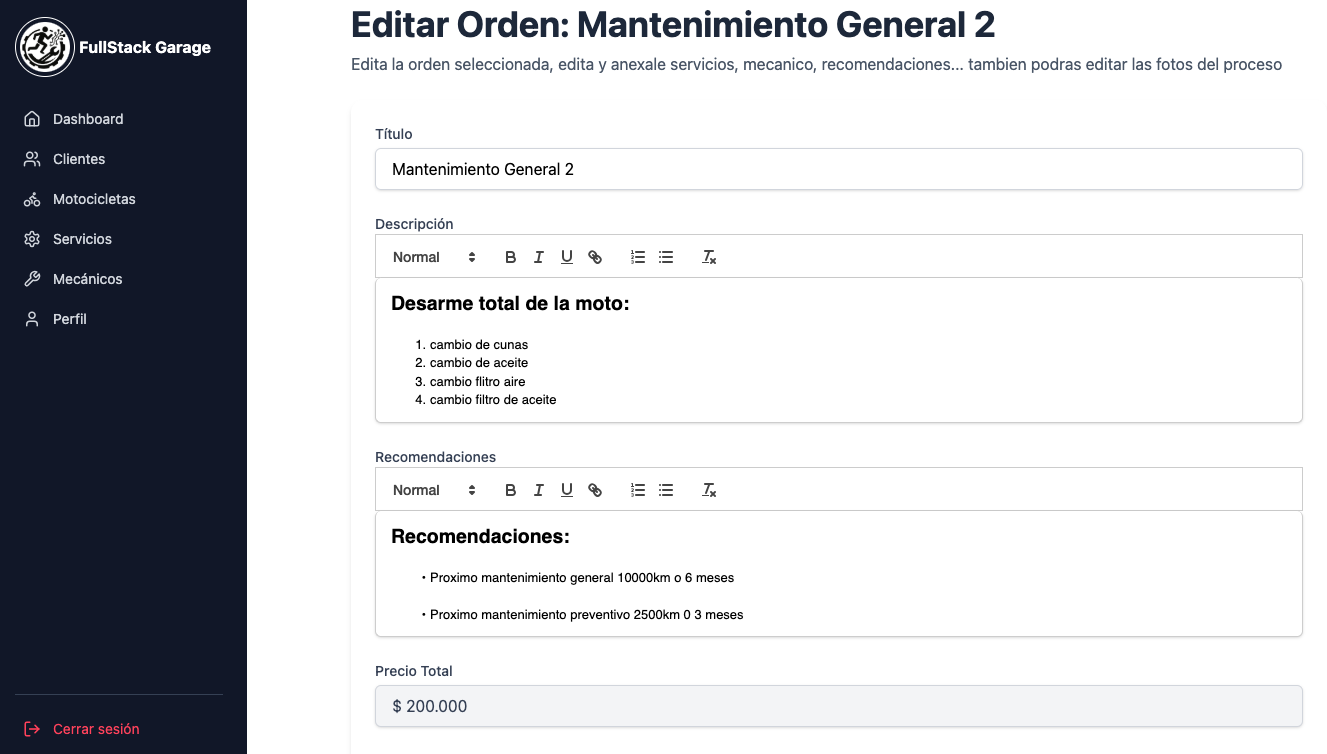 FullStack Garage
Dashboard
Clientes
Motocicletas
Servicios
Mecánicos
Perfil
Cerrar sesión
Editar Orden: Mantenimiento General 2
Edita la orden seleccionada, edita y anexale servicios, mecanico, recomendaciones... tambien podras editar las fotos del proceso
Título
Mantenimiento General 2
Descripción
Normal
Desarme total de la moto:
1. cambio de cunas
2. cambio de aceite
3. cambio flitro aire
4. cambio filtro de aceite
Recomendaciones
Normal
Recomendaciones:
• Proximo mantenimiento general 10000km o 6 meses
• Proximo mantenimiento preventivo 2500km 0 3 meses
Precio Total
$ 200.000